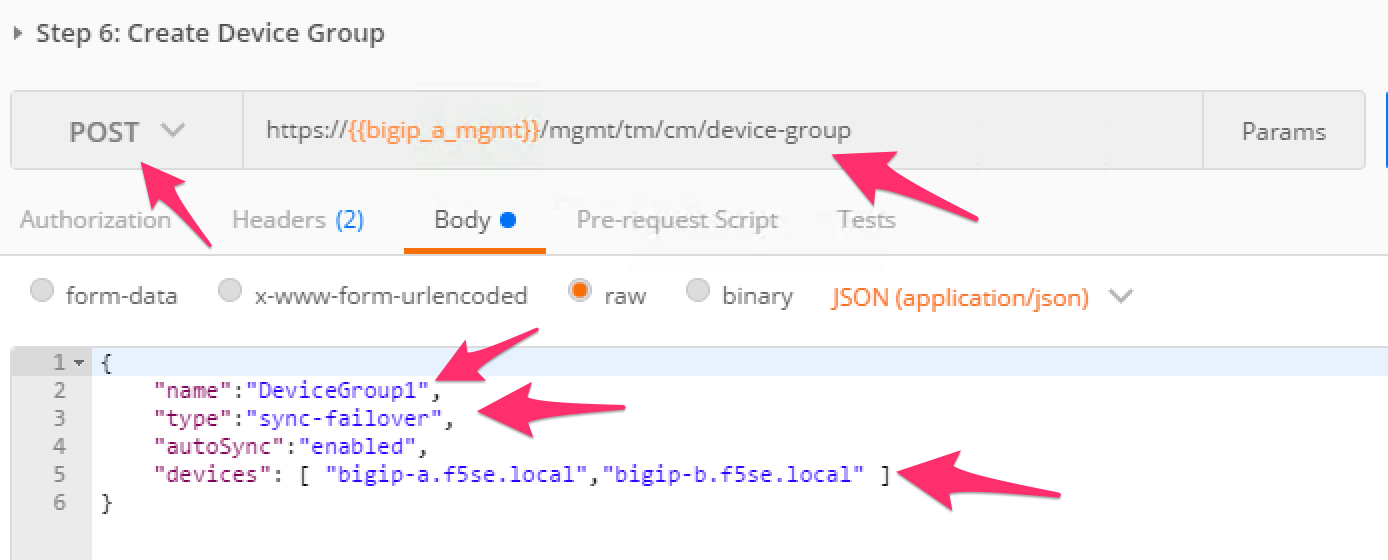 Step 6: Create Device Group
POST https://{{bigip_a_mgmt}}/mgmt/tm/cm/device-group Params
Authorization Headers (2) Body Pre-request Script Tests
form-data x-www-form-urlencoded raw binary JSON (application/json)
1 {
2 "name":"DeviceGroup1",
3 "type":"sync-failover",
4 "autoSync":"enabled",
5 "devices": [ "bigip-a.f5se.local","bigip-b.f5se.local" ]
6 }